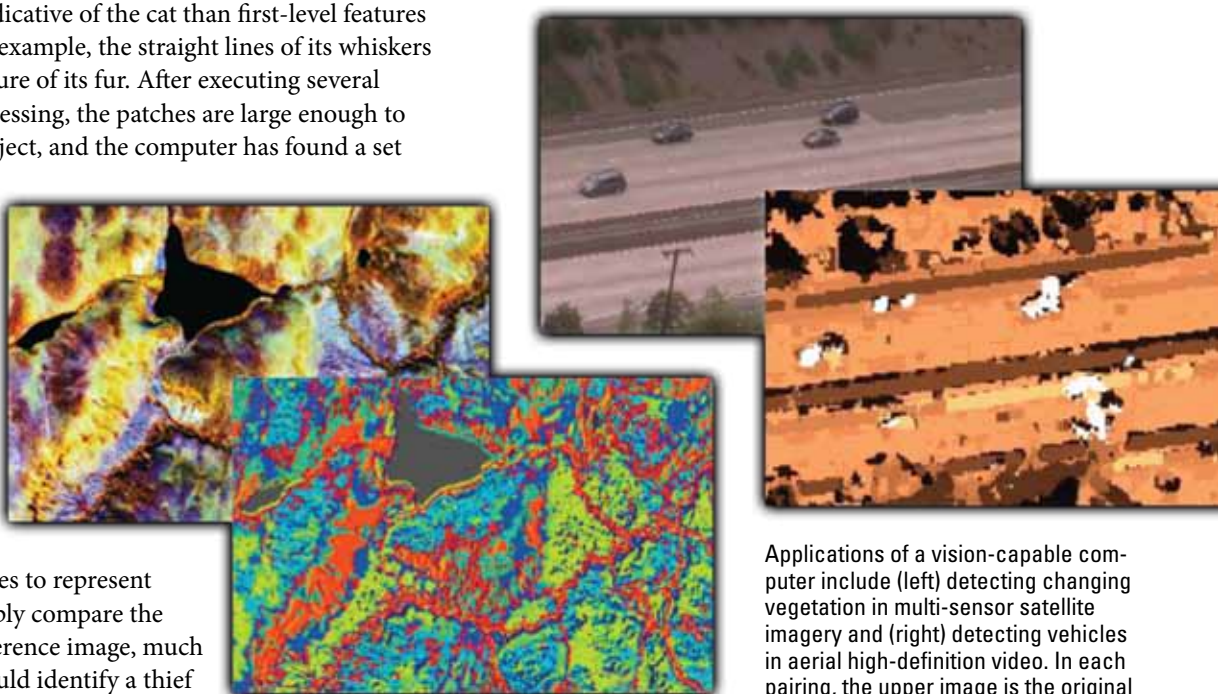 dicative of the cat than first-level features
example, the straight lines of its whiskers
ure of its fur. After executing several
essing, the patches are large enough to
ject, and the computer has found a set
es to represent
ly compare the
erence image, much
uld identify a thief
Applications of a vision-capable com-
puter include (left) detecting changing
vegetation in multi-sensor satellite
imagery and (right) detecting vehicles
in aerial high-definition video. In each
pairing, the upper image is the original